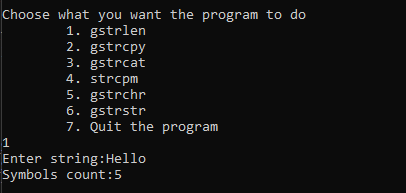 Choose what you want the program to do
1. gstrlen
2. gstrcpy
3. gstrcat
4. strcpm
5. gstrchr
6. gstrstr
7. Quit the program
1
Enter string:Hello
Symbols count:5